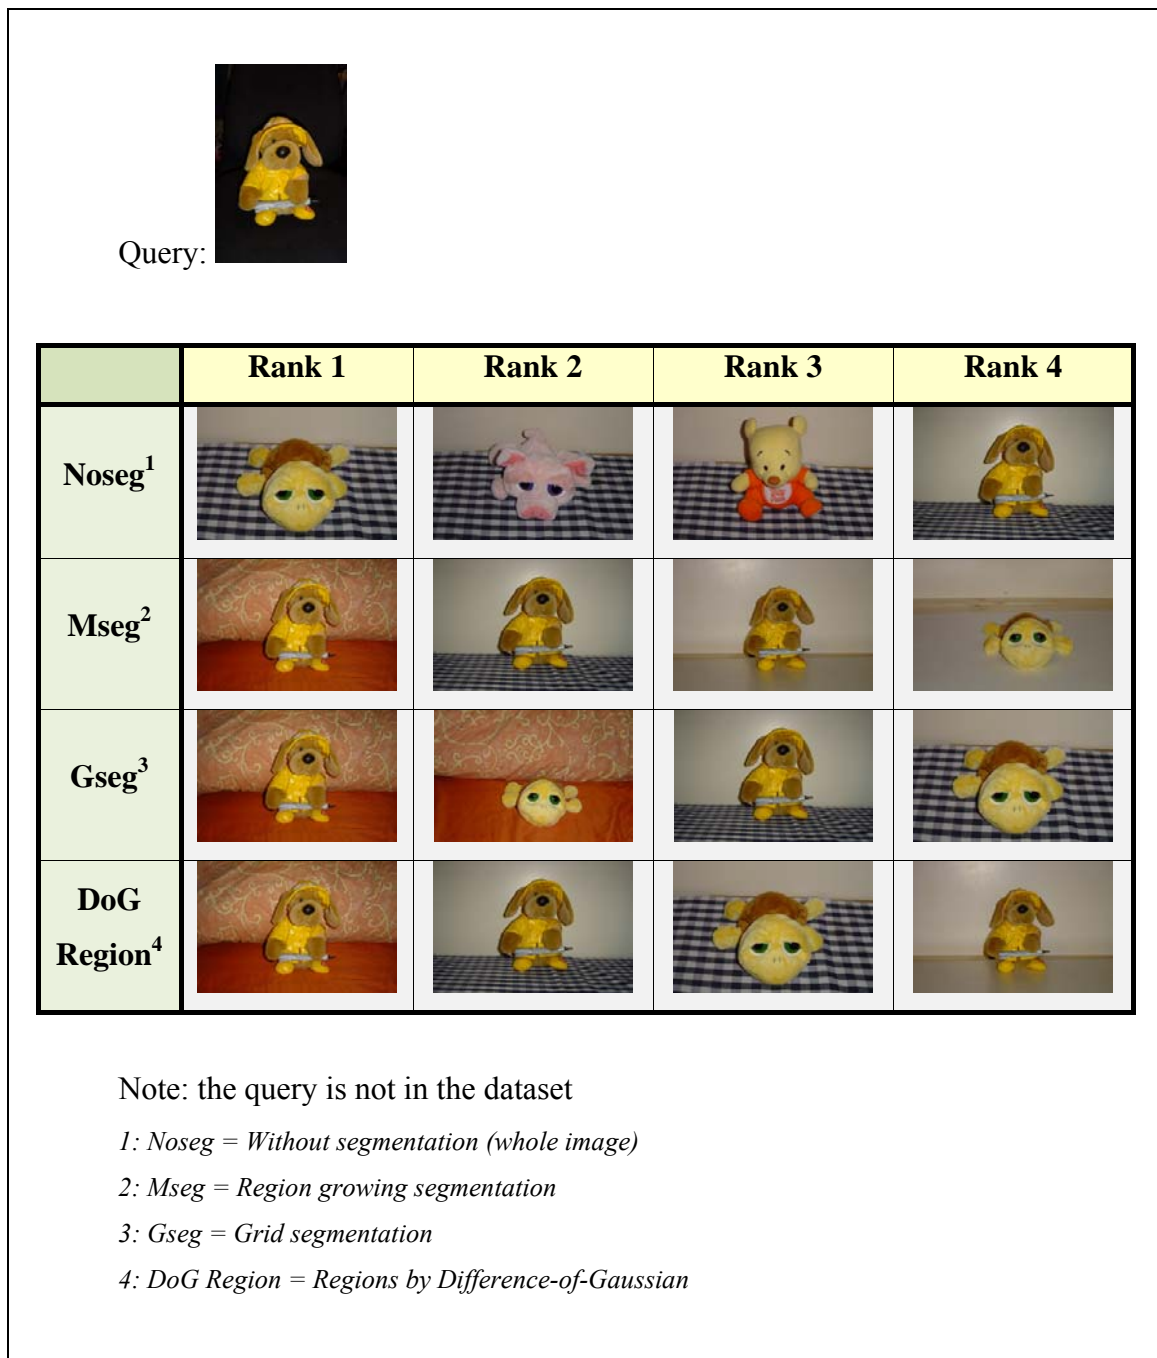 Query:
Rank 1 Rank 2 Rank 3 Rank 4
Noseg1
Mseg2
Gseg3
DoG
Region4
Note: the query is not in the dataset
1: Noseg = Without segmentation (whole image)
2: Mseg = Region growing segmentation
3: Gseg = Grid segmentation
4: DoG Region = Regions by Difference-of-Gaussian